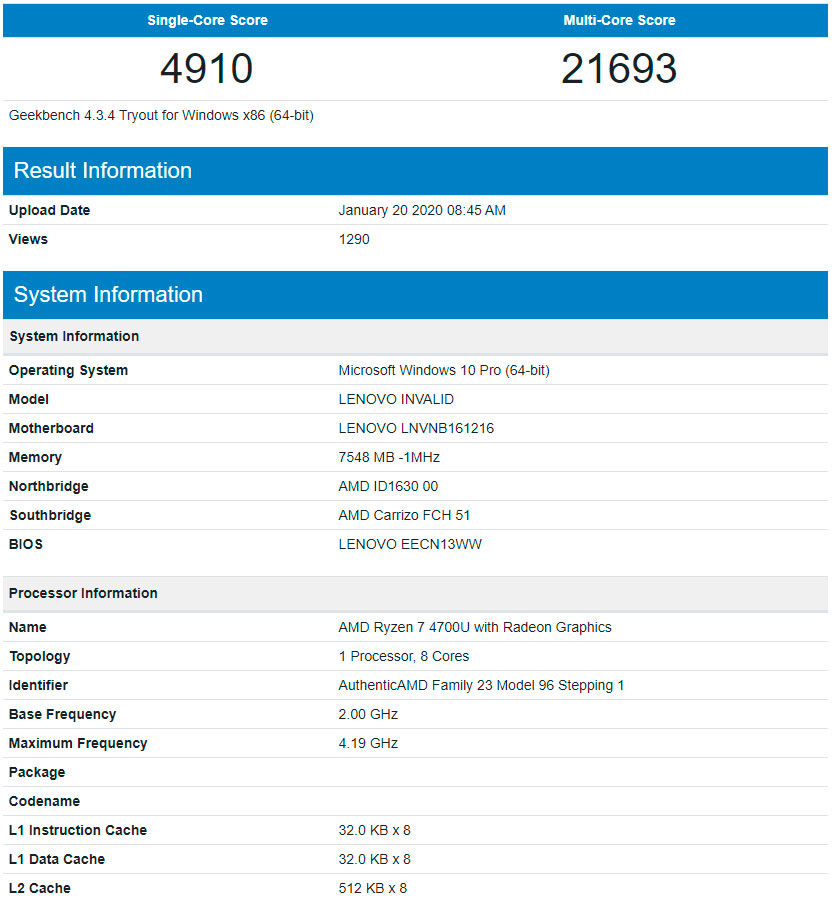 Single-Core Score Multi-Core Score
4910 21693
Geekbench 4.3.4 Tryout for Windows x86 (64-bit)
Result Information
Upload Date January 20 2020 08:45 AM
Views 1290
System Information
System Information
Operating System Microsoft Windows 10 Pro (64-bit)
Model LENOVO INVALID
Motherboard LENOVO LNVNB161216
Memory 7548 MB -1MHz
Northbridge AMD ID1630 00
Southbridge AMD Carrizo FCH 51
BIOS LENOVO EECN13WW
Processor Information
Name AMD Ryzen 7 4700U with Radeon Graphics
Topology 1 Processor, 8 Cores
Identifier AuthenticAMD Family 23 Model 96 Stepping 1
Base Frequency 2.00 GHz
Maximum Frequency 4.19 GHz
Package
Codename
L1 Instruction Cache 32.0 KB x 8
L1 Data Cache 32.0 KB x 8
L2 Cache 512 KB x 8